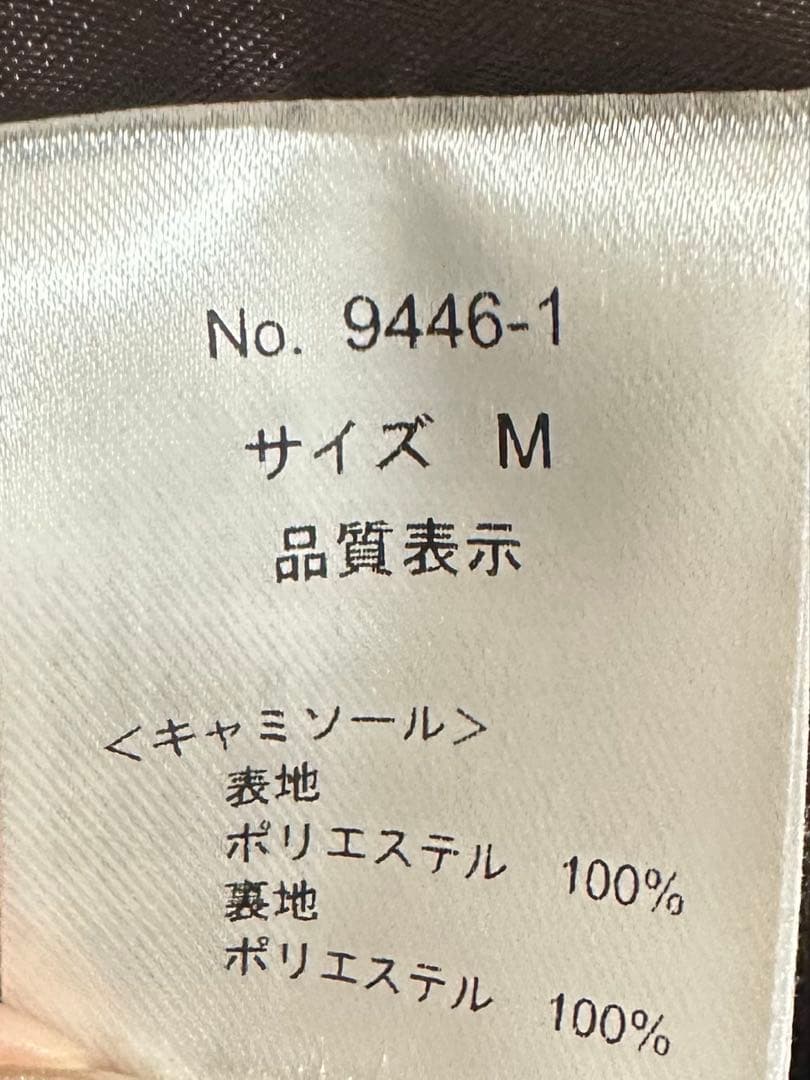 No. 9446-1
サイズ M
品質表示
＜キャミソール＞
表地
ポリエステル 100%
裏地
ポリエステル 100%